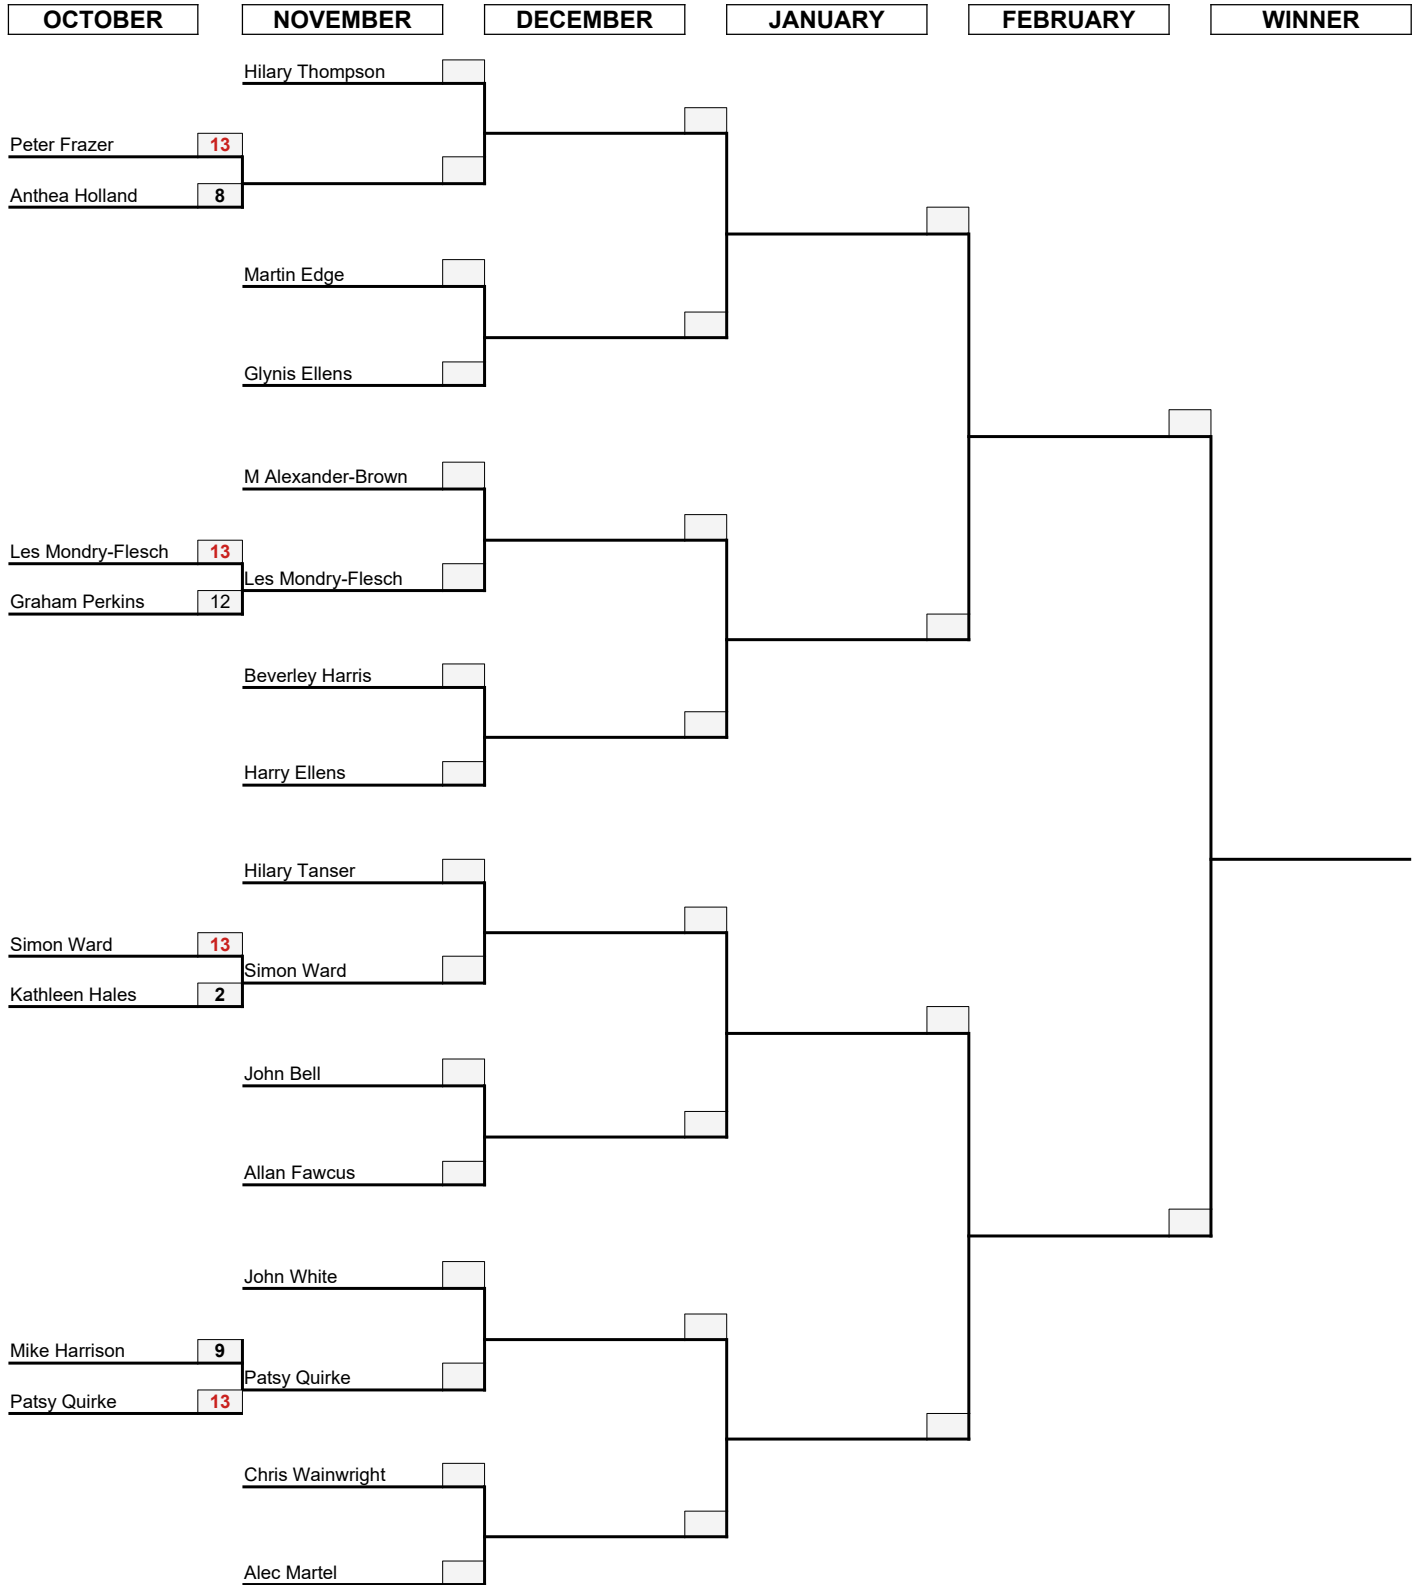 OCTOBER NOVEMBER DECEMBER JANUARY FEBRUARY WINNER
Hilary Thompson
Peter Frazer 13
Anthea Holland 8
Martin Edge
Glynis Ellens
M Alexander-Brown
Les Mondry-Flesch 13
Les Mondry-Flesch
Graham Perkins 12
Beverley Harris
Harry Ellens
Hilary Tanser
Simon Ward 13
Simon Ward
Kathleen Hales 2
John Bell
Allan Fawcus
John White
Mike Harrison 9
Patsy Quirke
Patsy Quirke 13
Chris Wainwright
Alec Martel